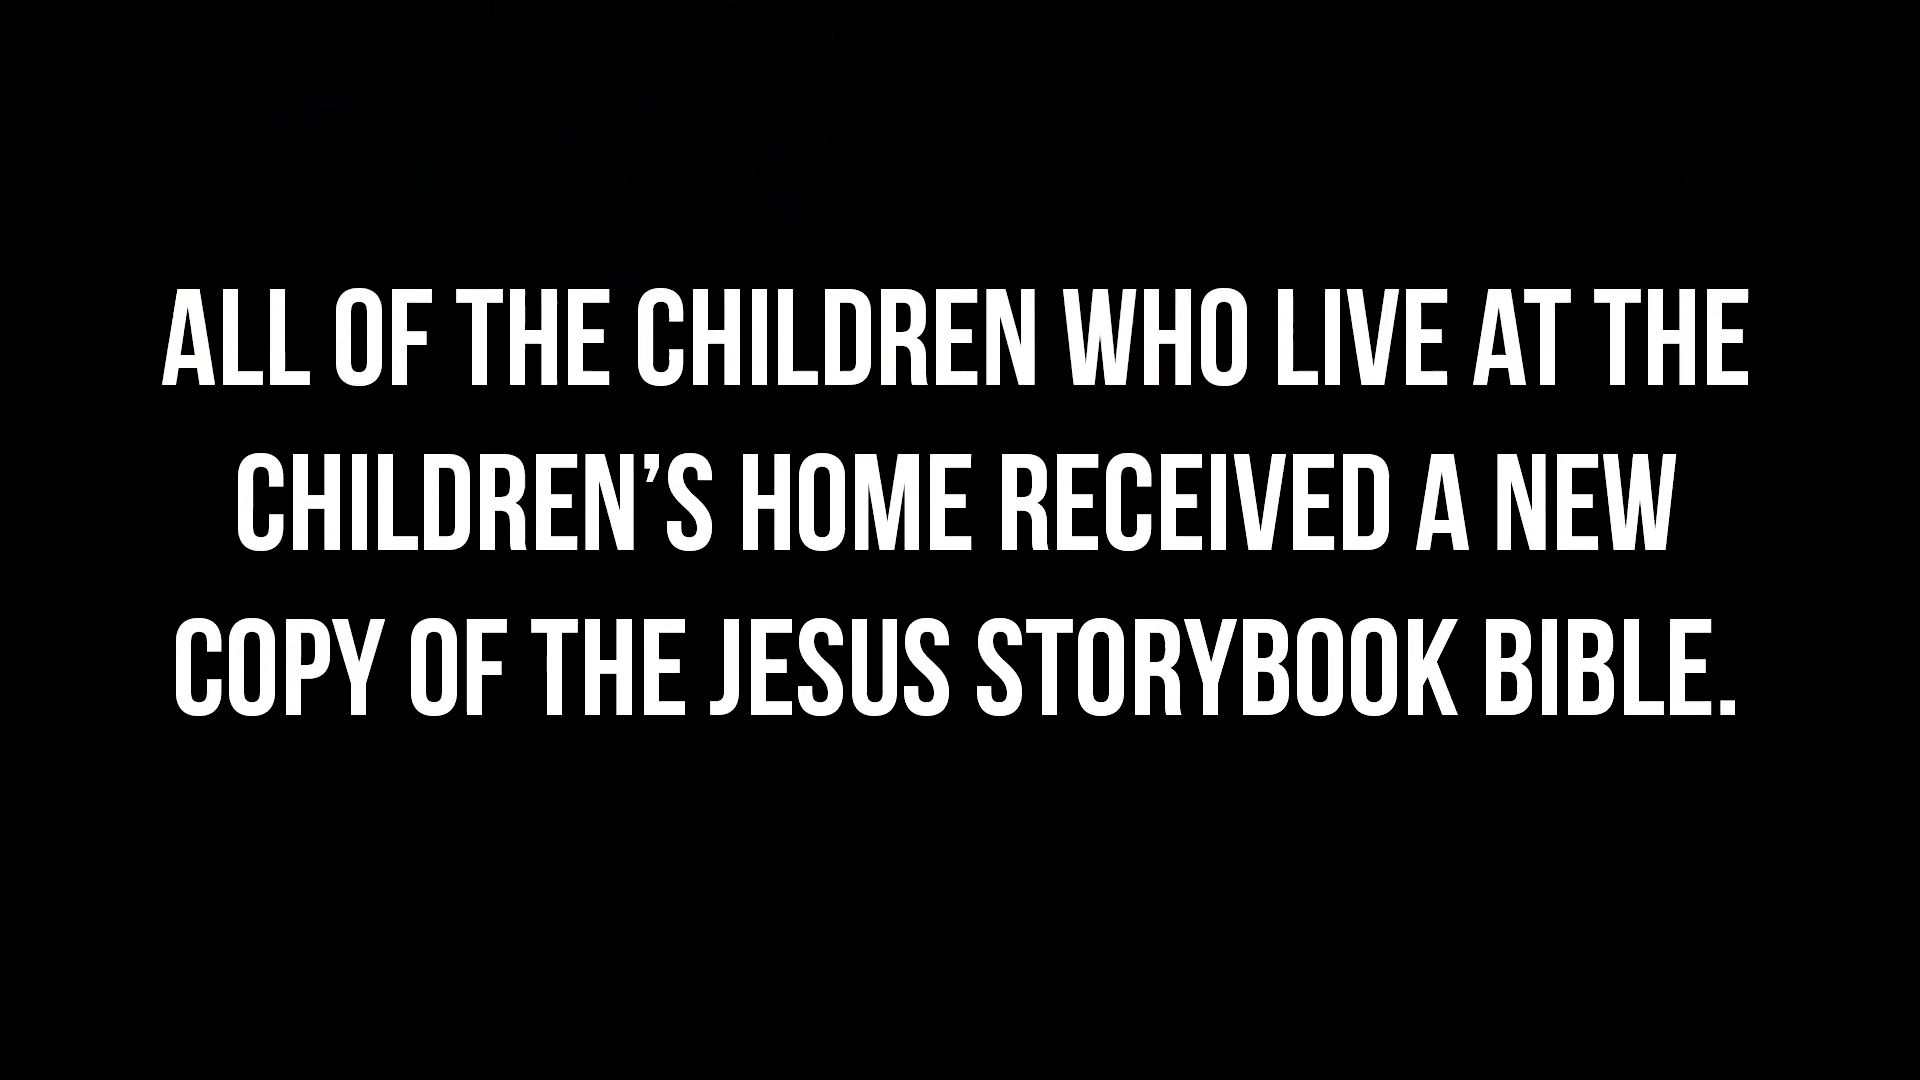 ALL OF THE CHILDREN WHO LIVE AT THE
CHILDREN’S HOME RECEIVED A NEW
COPY OF THE JESUS STORYBOOK BIBLE.